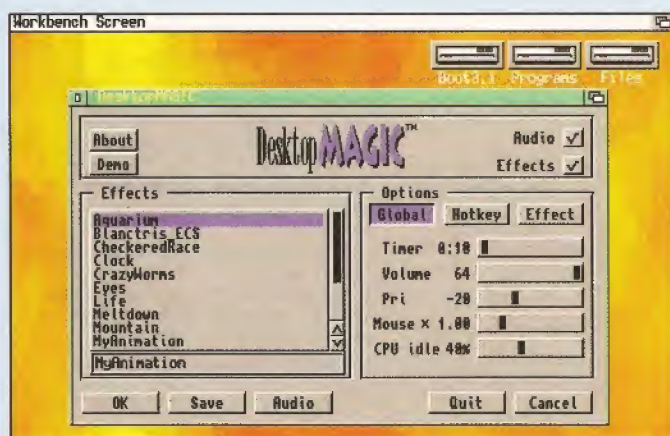 Workbench Screen
Boot3.1 Programs Files
DesktopMAGIC
About
Demo
Desktop MAGIC™
Audio
Effects
Effects
Aquarium
Blanctris_ECS
CheckeredRace
Clock
CrazyWorms
Eyes
Life
Meltdown
Mountain
MyAnimation
MyAnimation
Options
Global Hotkey Effect
Timer 0:10
Volume 64
Pri -20
Mouse × 1.00
CPU idle 40%
OK Save Audio Quit Cancel